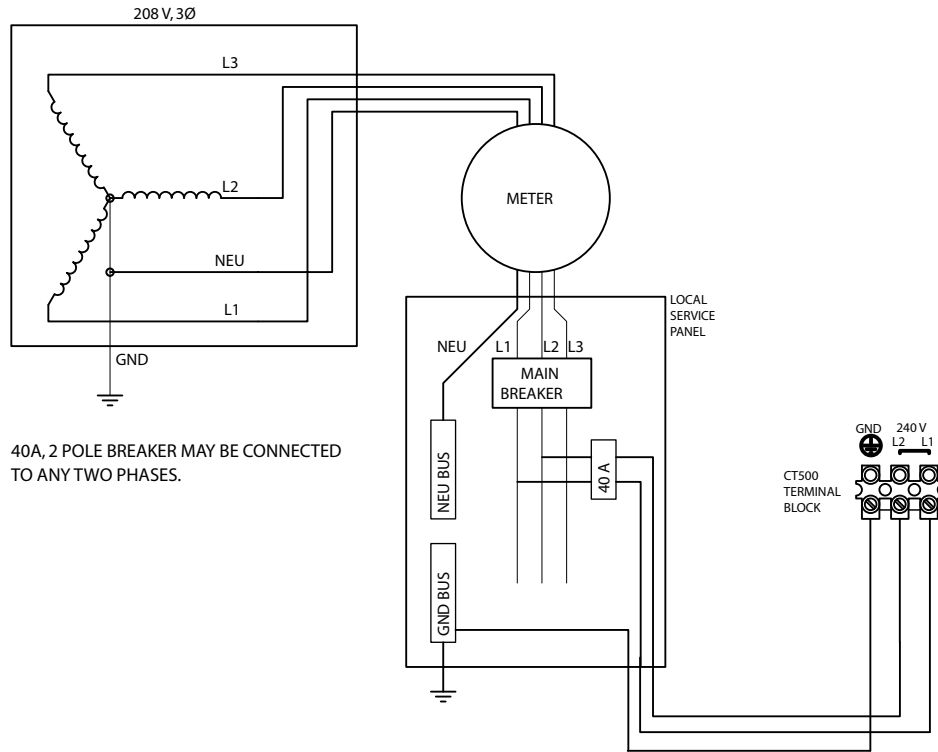 208 V, 3Ø
L3
L2
NEU
L1
GND
METER
LOCAL
SERVICE
PANEL
NEU
L1
L2
L3
MAIN
BREAKER
40A, 2 POLE BREAKER MAY BE CONNECTED
TO ANY TWO PHASES.
NEU BUS
40 A
GND BUS
GND
240 V
L2
L1
CT500
TERMINAL
BLOCK